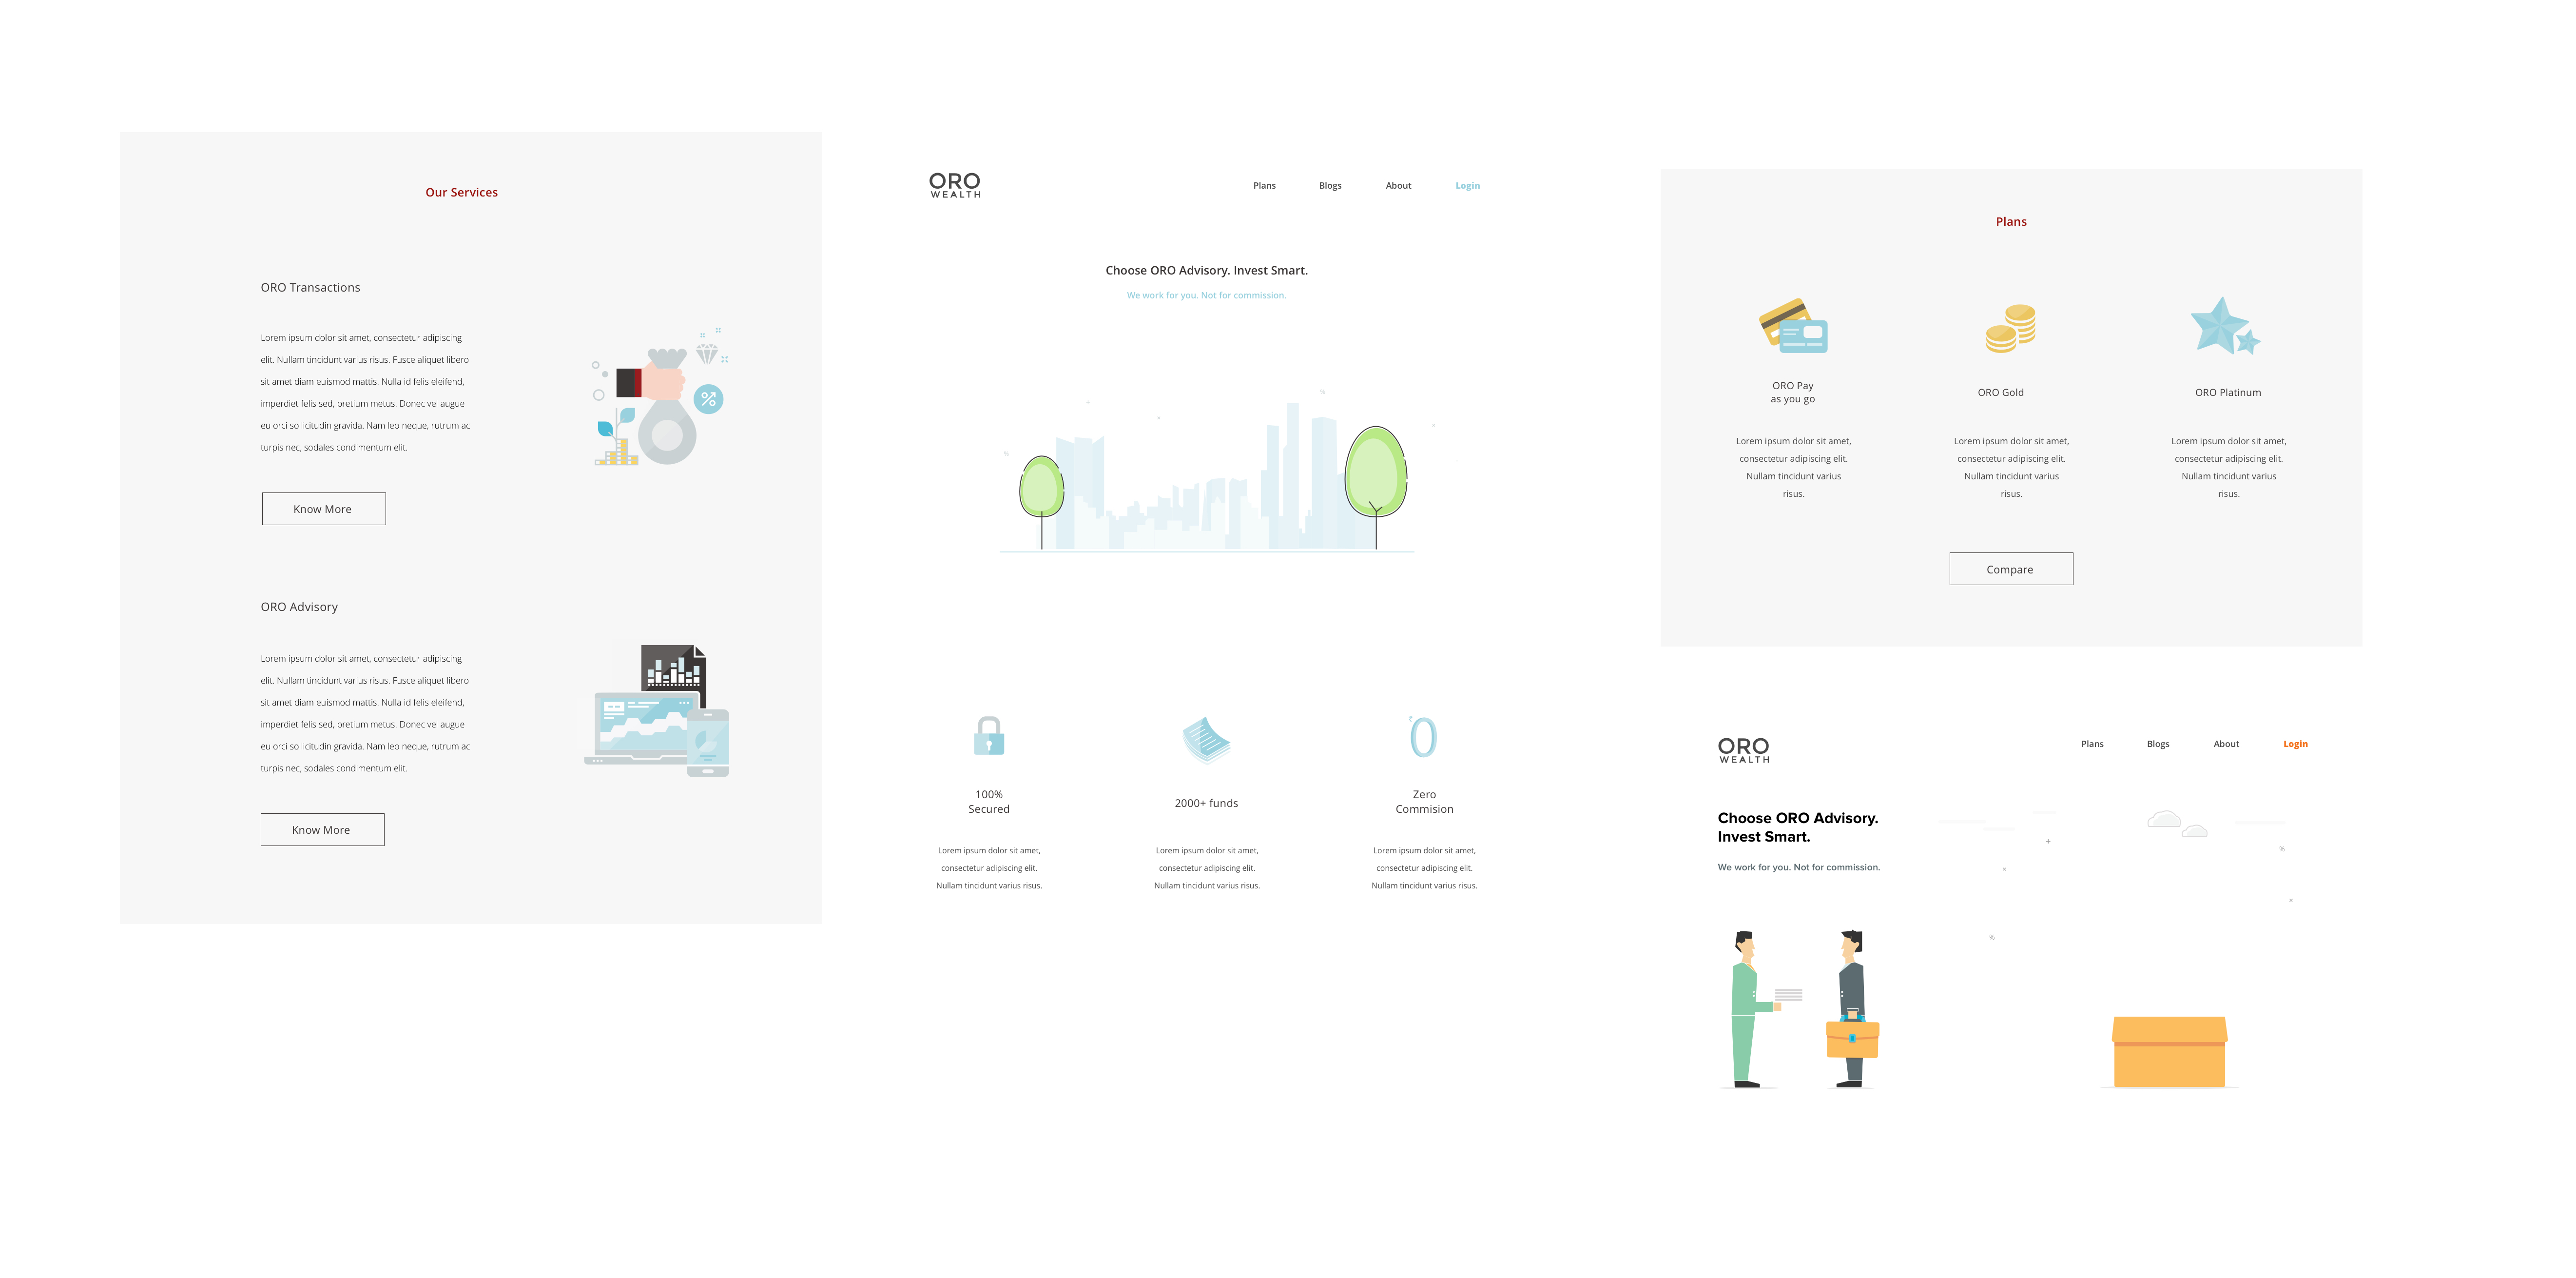 Our Services
ORO Transactions
Lorem ipsum dolor sit amet, consectetur adipiscing
elit. Nullam tincidunt varius risus. Fusce aliquet libero
sit amet diam euismod mattis. Nulla id felis eleifend,
imperdiet felis sed, pretium metus. Donec vel augue
eu orci sollicitudin gravida. Nam leo neque, rutrum ac
turpis nec, sodales condimentum elit.
Know More
ORO Advisory
Lorem ipsum dolor sit amet, consectetur adipiscing
elit. Nullam tincidunt varius risus. Fusce aliquet libero
sit amet diam euismod mattis. Nulla id felis eleifend,
imperdiet felis sed, pretium metus. Donec vel augue
eu orci sollicitudin gravida. Nam leo neque, rutrum ac
turpis nec, sodales condimentum elit.
Know More
ORO
WEALTH
Plans Blogs About Login
Choose ORO Advisory. Invest Smart.
We work for you. Not for commission.
₹0
100%
Secured
2000+ funds
Zero
Commision
Lorem ipsum dolor sit amet,
consectetur adipiscing elit.
Nullam tincidunt varius risus.
Lorem ipsum dolor sit amet,
consectetur adipiscing elit.
Nullam tincidunt varius risus.
Lorem ipsum dolor sit amet,
consectetur adipiscing elit.
Nullam tincidunt varius risus.
Plans
ORO Pay
as you go
ORO Gold
ORO Platinum
Lorem ipsum dolor sit amet,
consectetur adipiscing elit.
Nullam tincidunt varius
risus.
Lorem ipsum dolor sit amet,
consectetur adipiscing elit.
Nullam tincidunt varius
risus.
Lorem ipsum dolor sit amet,
consectetur adipiscing elit.
Nullam tincidunt varius
risus.
Compare
ORO
WEALTH
Plans Blogs About Login
Choose ORO Advisory.
Invest Smart.
We work for you. Not for commission.